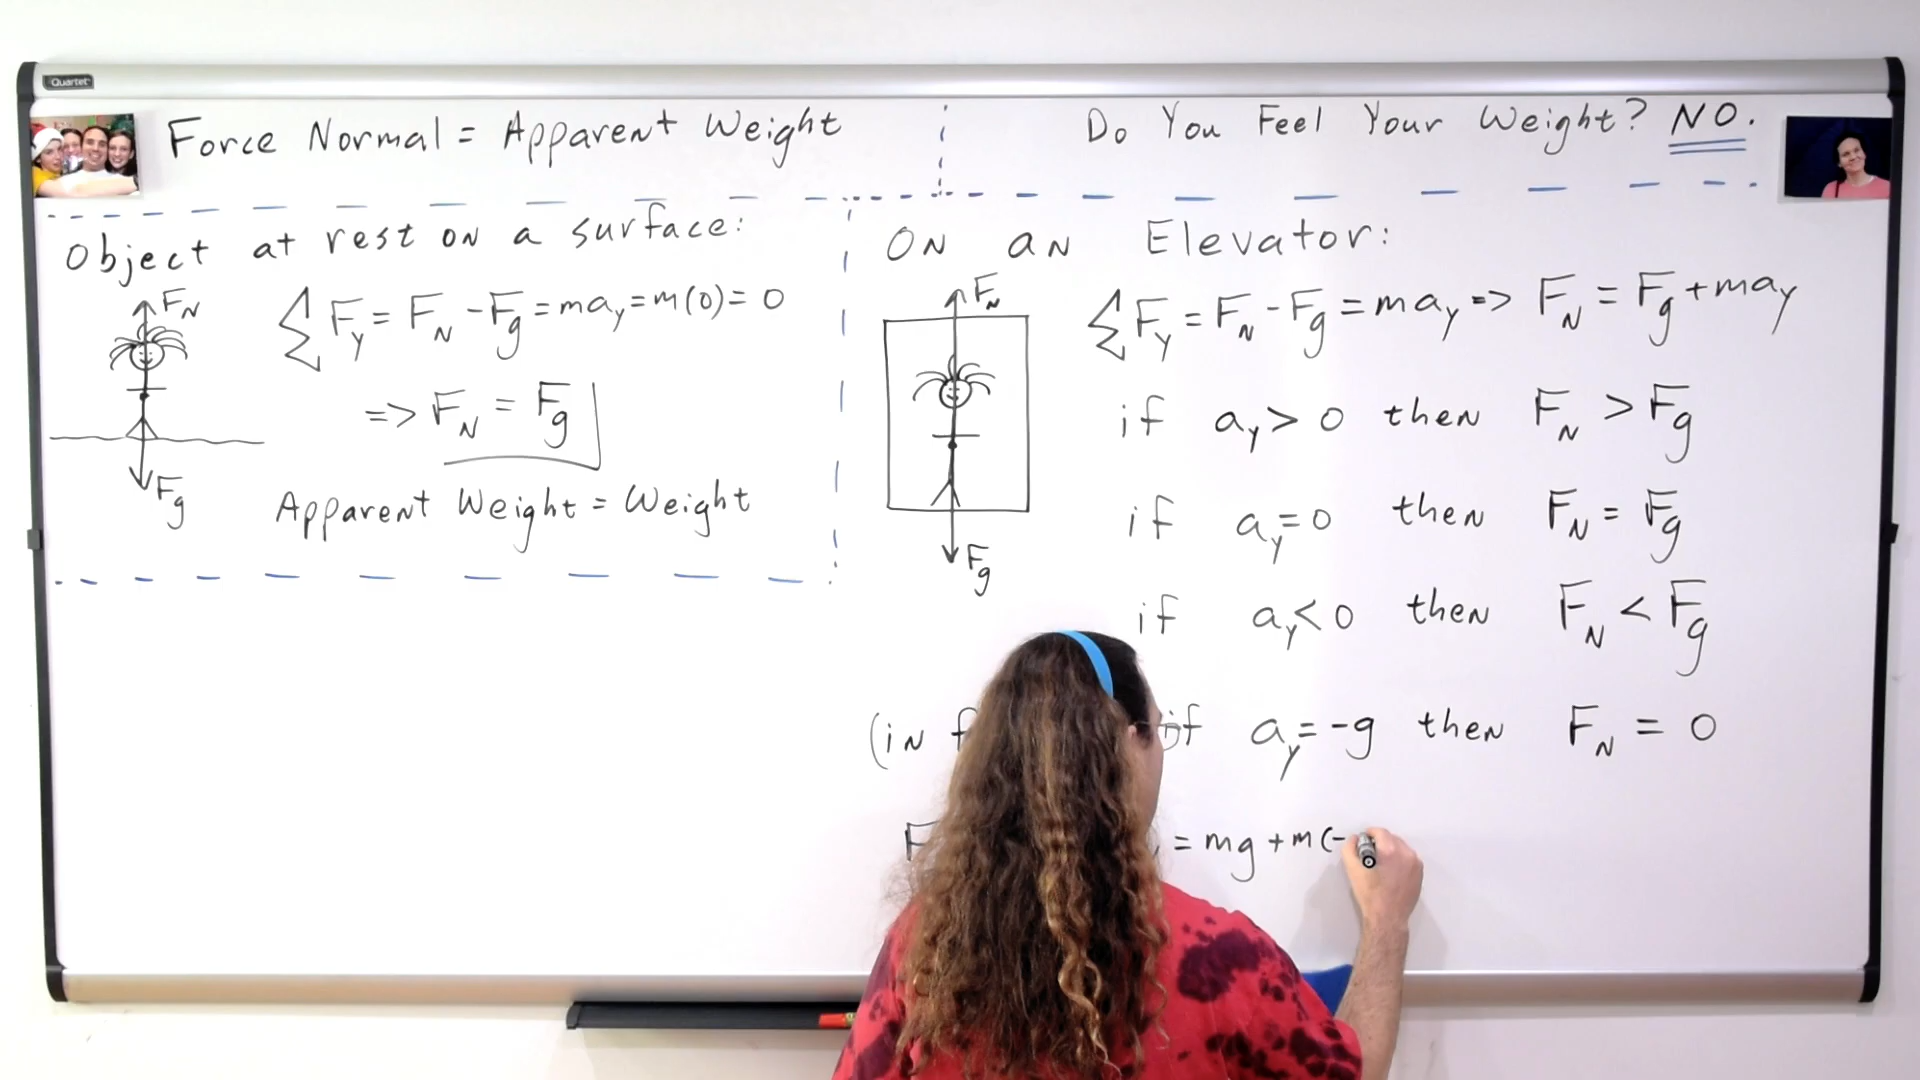 Quartet
Force Normal = Apparent Weight
Do You Feel Your Weight? NO.
Object at rest on a surface:
F_N
ΣF_y = F_N - F_g = ma_y = m(0) = 0
=> F_N = F_g
F_g
Apparent Weight = Weight
On an Elevator:
F_N
ΣF_y = F_N - F_g = ma_y => F_N = F_g + ma_y
if a_y > 0 then F_N > F_g
if a_y = 0 then F_N = F_g
F_g
if a_y < 0 then F_N < F_g
(in if a_y = -g then F_N = 0
= mg + m(-